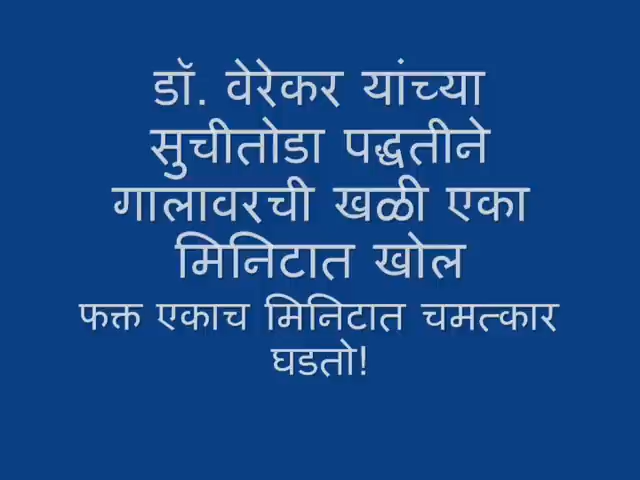 डॉ. वेरेकर यांच्या
सुचीतोडा पद्धतीने
गालावरची खळी एका
मिनिटात खोल
फक्त एकाच मिनिटात चमत्कार
घडतो!